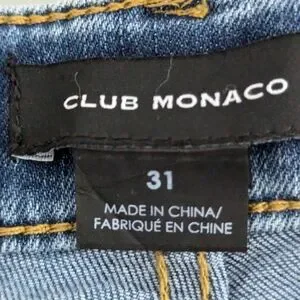 CLUB MONACO
31
MADE IN CHINA/
FABRIQUÉ EN CHINE